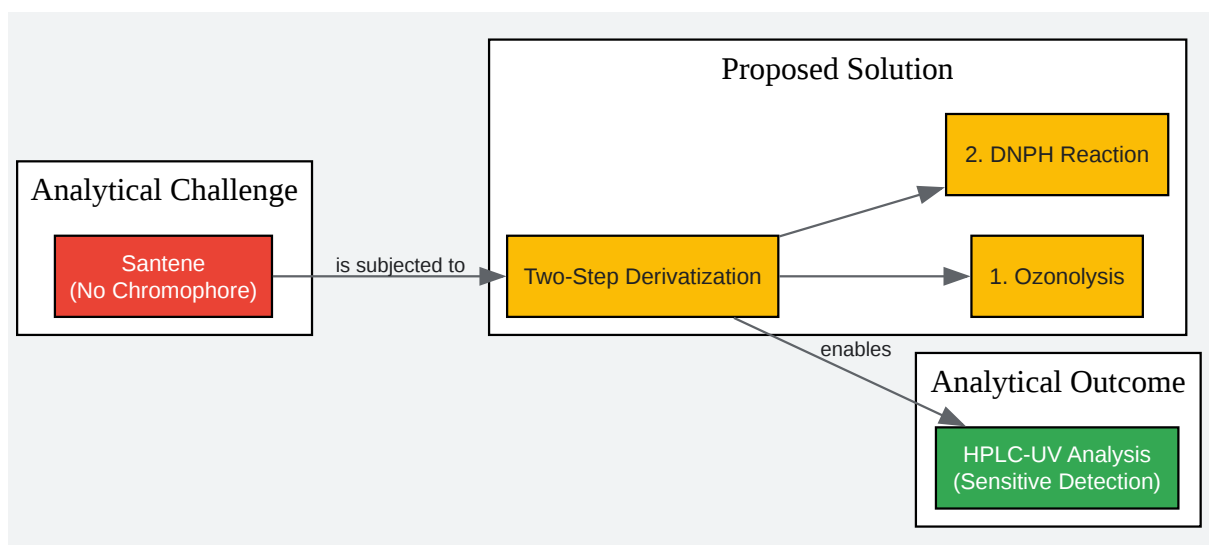 Analytical Challenge
Santene
(No Chromophore)
is subjected to
Proposed Solution
Two-Step Derivatization
2. DNPH Reaction
1. Ozonolysis
enables
Analytical Outcome
HPLC-UV Analysis
(Sensitive Detection)